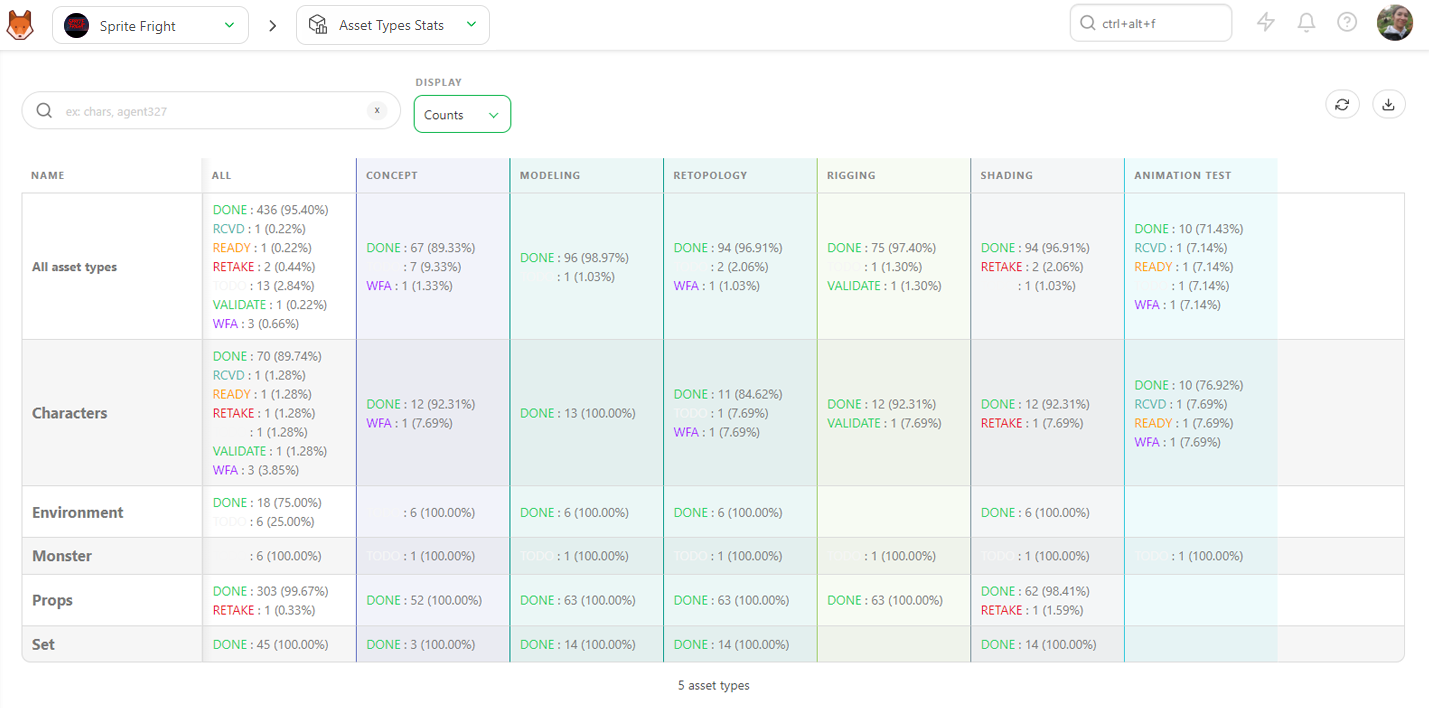 Sprite Fright
Asset Types Stats
ctrl+alt+f
DISPLAY
ex: chars, agent327
x
Counts
NAME ALL CONCEPT MODELING RETOPOLOGY RIGGING SHADING ANIMATION TEST
All asset types
DONE : 436 (95.40%)
RCVD : 1 (0.22%)
READY : 1 (0.22%)
RETAKE : 2 (0.44%)
TODO : 13 (2.84%)
VALIDATE : 1 (0.22%)
WFA : 3 (0.66%)
DONE : 67 (89.33%)
: 7 (9.33%)
WFA : 1 (1.33%)
DONE : 96 (98.97%)
: 1 (1.03%)
DONE : 94 (96.91%)
: 2 (2.06%)
WFA : 1 (1.03%)
DONE : 75 (97.40%)
: 1 (1.30%)
VALIDATE : 1 (1.30%)
DONE : 94 (96.91%)
RETAKE : 2 (2.06%)
: 1 (1.03%)
DONE : 10 (71.43%)
RCVD : 1 (7.14%)
READY : 1 (7.14%)
: 1 (7.14%)
WFA : 1 (7.14%)
Characters
DONE : 70 (89.74%)
RCVD : 1 (1.28%)
READY : 1 (1.28%)
RETAKE : 1 (1.28%)
: 1 (1.28%)
VALIDATE : 1 (1.28%)
WFA : 3 (3.85%)
DONE : 12 (92.31%)
WFA : 1 (7.69%)
DONE : 13 (100.00%)
DONE : 11 (84.62%)
TODO : 1 (7.69%)
WFA : 1 (7.69%)
DONE : 12 (92.31%)
VALIDATE : 1 (7.69%)
DONE : 12 (92.31%)
RETAKE : 1 (7.69%)
DONE : 10 (76.92%)
RCVD : 1 (7.69%)
READY : 1 (7.69%)
WFA : 1 (7.69%)
Environment
DONE : 18 (75.00%)
TODO : 6 (25.00%)
: 6 (100.00%)
DONE : 6 (100.00%)
DONE : 6 (100.00%)
DONE : 6 (100.00%)
Monster
: 6 (100.00%)
TODO : 1 (100.00%)
TODO : 1 (100.00%)
TODO : 1 (100.00%)
TODO : 1 (100.00%)
TODO : 1 (100.00%)
TODO : 1 (100.00%)
Props
DONE : 303 (99.67%)
RETAKE : 1 (0.33%)
DONE : 52 (100.00%)
DONE : 63 (100.00%)
DONE : 63 (100.00%)
DONE : 63 (100.00%)
DONE : 62 (98.41%)
RETAKE : 1 (1.59%)
Set
DONE : 45 (100.00%)
DONE : 3 (100.00%)
DONE : 14 (100.00%)
DONE : 14 (100.00%)
DONE : 14 (100.00%)
5 asset types